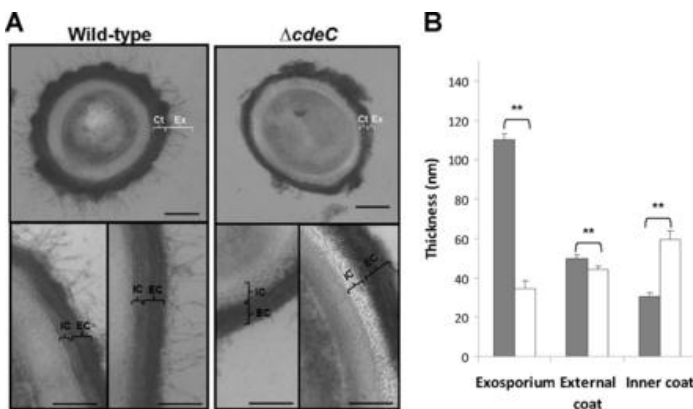 A
Wild-type
ΔcdeC
Ct Ex
Ct Ex
IC EC
IC EC
IC
EC
IC EC
B
Thickness (nm)
140
120
100
80
60
40
20
0
**
**
**
Exosporium
External
coat
Inner coat